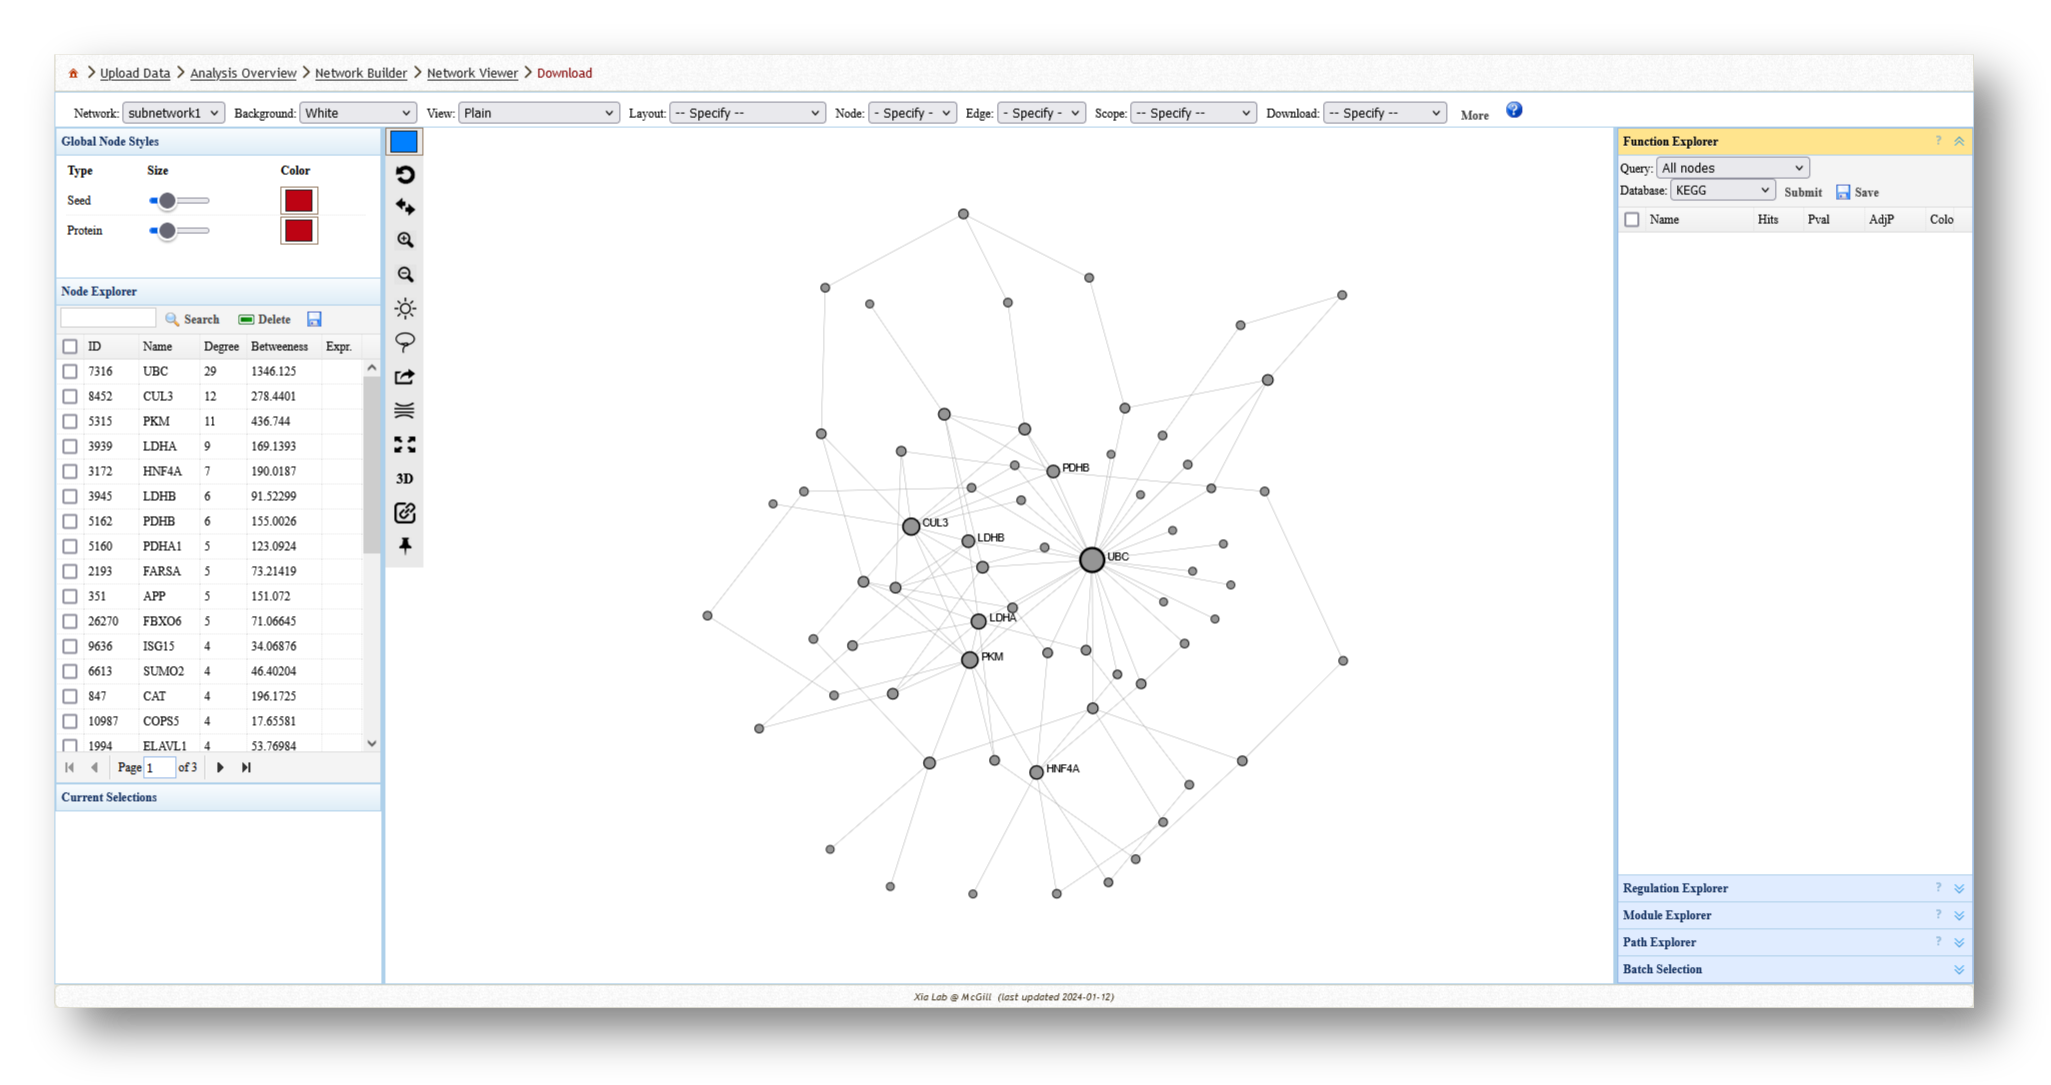 Upload Data Analysis Overview Network Builder Network Viewer Download
Network: subnetwork1 Background: White View: Plain Layout: -- Specify -- Node: - Specify - Edge: - Specify - Scope: -- Specify -- Download: -- Specify -- More ?
Global Node Styles
Type Size Color
Seed
Protein
Node Explorer
Search Delete
ID Name Degree Betweeness Expr.
7316 UBC 29 1346.125
8452 CUL3 12 278.4401
5315 PKM 11 436.744
3939 LDHA 9 169.1393
3172 HNF4A 7 190.0187
3945 LDHB 6 91.52299
5162 PDHB 6 155.0026
5160 PDHA1 5 123.0924
2193 FARSA 5 73.21419
351 APP 5 151.072
26270 FBXO6 5 71.06645
9636 ISG15 4 34.06876
6613 SUMO2 4 46.40204
847 CAT 4 196.1725
10987 COPS5 4 17.65581
1994 ELAVL1 4 53.76984
Page 1 of 3
Current Selections
3D
PDHB
CUL3
LDHB
UBC
LDHA
PKM
HNF4A
Function Explorer ?
Query: All nodes
Database: KEGG Submit Save
Name Hits Pval AdjP Colo
Regulation Explorer ?
Module Explorer ?
Path Explorer ?
Batch Selection
Xia Lab @ McGill (last updated 2024-01-12)